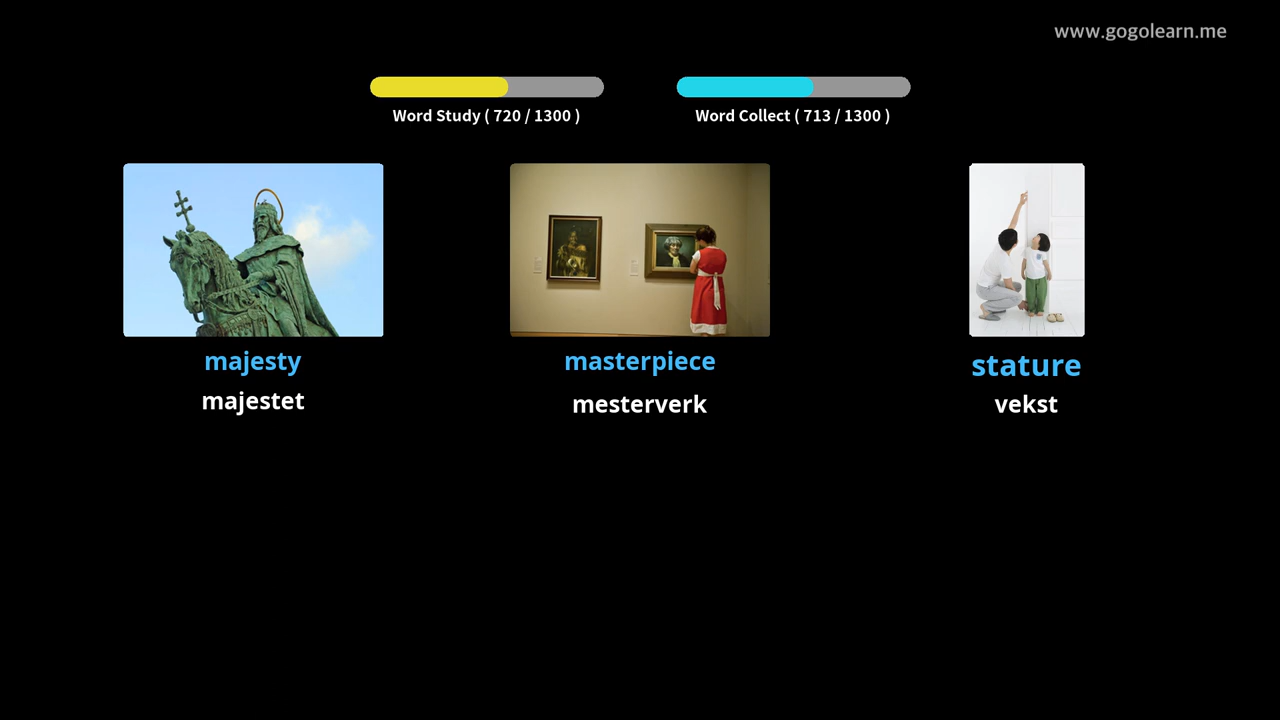 www.gogolearn.me
Word Study ( 720 / 1300 )
Word Collect ( 713 / 1300 )
majesty
majestet
masterpiece
mesterverk
stature
vekst